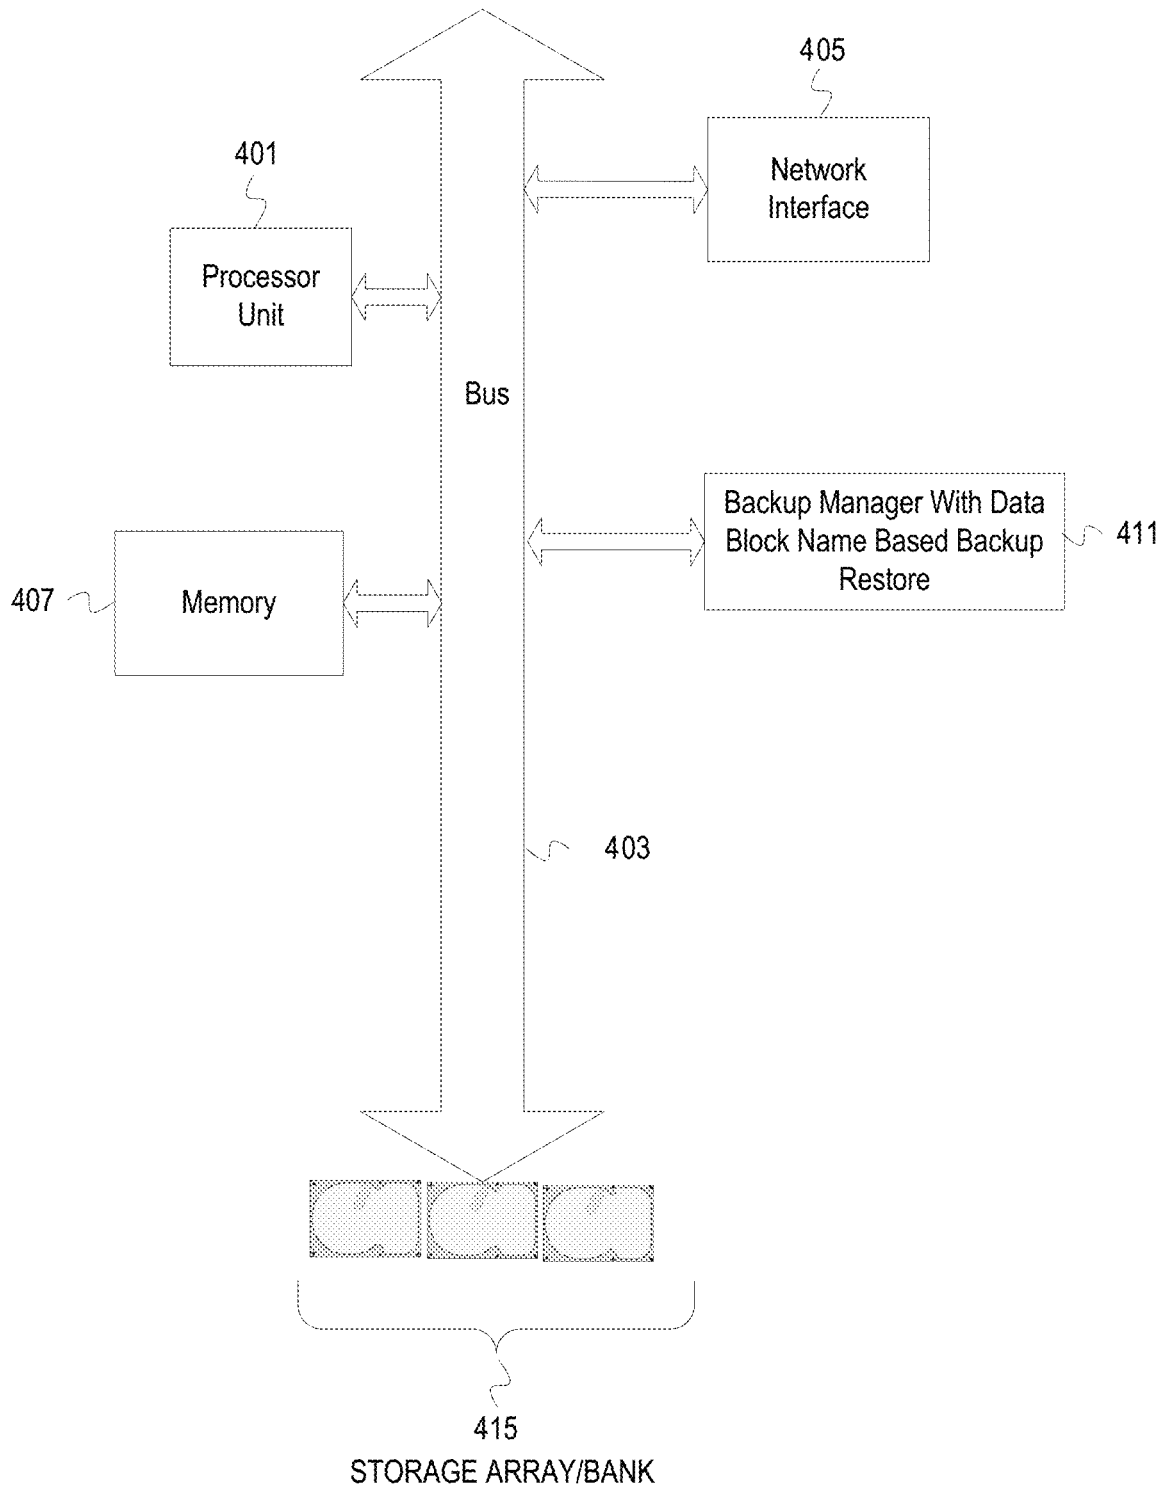 405
Network
Interface
401
Processor
Unit
Bus
Backup Manager With Data
Block Name Based Backup
Restore
411
407
Memory
403
415
STORAGE ARRAY/BANK